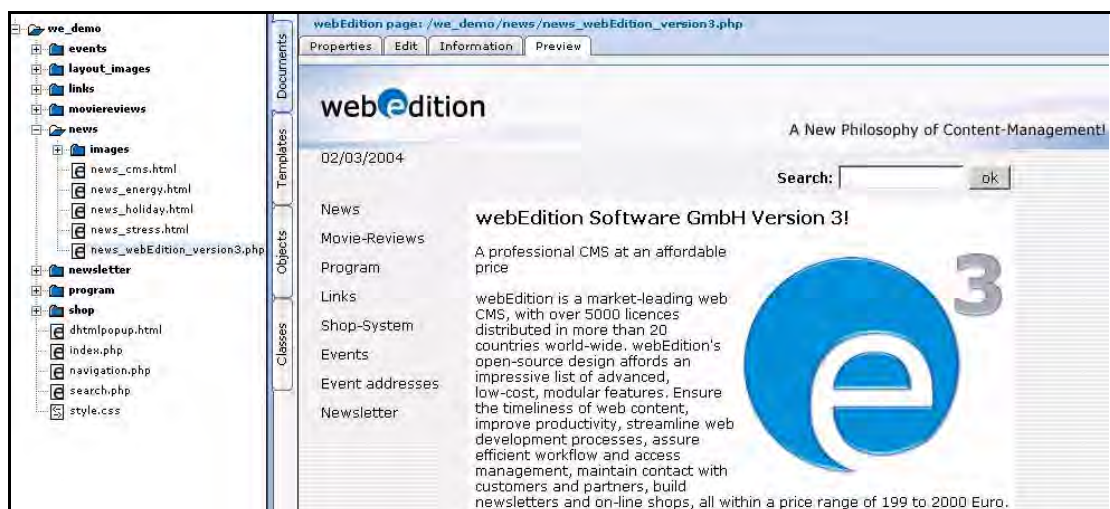 we_demo
events
layout_images
links
moviereviews
news
images
news_cms.html
news_energy.html
news_holiday.html
news_stress.html
news_webEdition_version3.php
newsletter
program
shop
dhtmlpopup.html
index.php
navigation.php
search.php
style.css
Documents
Templates
Objects
Classes
webEdition page: /we_demo/news/news_webEdition_version3.php
Properties Edit Information Preview
webedition
A New Philosophy of Content-Management!
02/03/2004
Search: ok
News
Movie-Reviews
Program
Links
Shop-System
Events
Event addresses
Newsletter
webEdition Software GmbH Version 3!
A professional CMS at an affordable
price
webEdition is a market-leading web
CMS, with over 5000 licences
distributed in more than 20
countries world-wide. webEdition's
open-source design affords an
impressive list of advanced,
low-cost, modular features. Ensure
the timeliness of web content,
improve productivity, streamline web
development processes, assure
efficient workflow and access
management, maintain contact with
customers and partners, build
newsletters and on-line shops, all within a price range of 199 to 2000 Euro.
e3